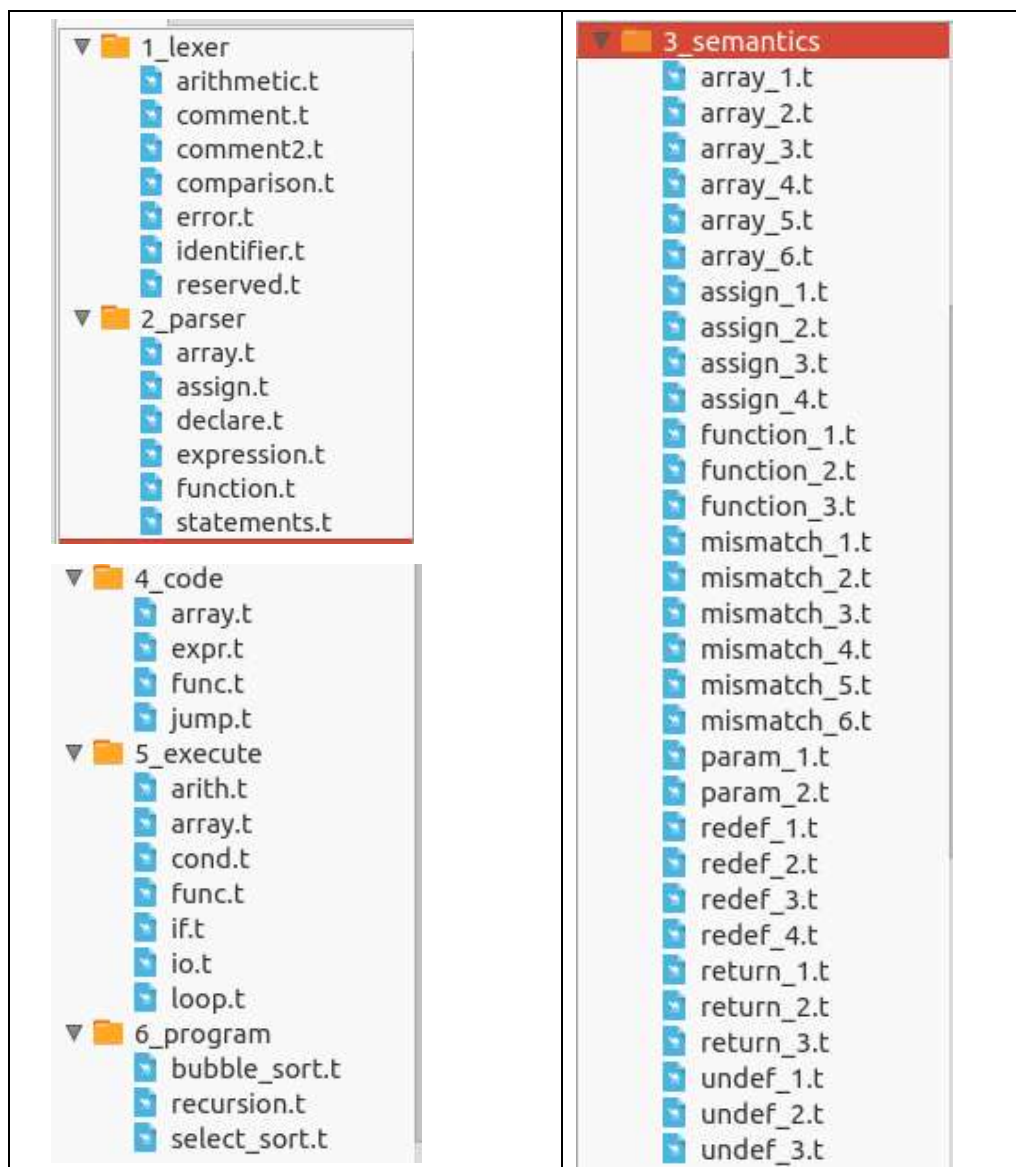 1_lexer
arithmetic.t
comment.t
comment2.t
comparison.t
error.t
identifier.t
reserved.t
2_parser
array.t
assign.t
declare.t
expression.t
function.t
statements.t
4_code
array.t
expr.t
func.t
jump.t
5_execute
arith.t
array.t
cond.t
func.t
if.t
io.t
loop.t
6_program
bubble_sort.t
recursion.t
select_sort.t
3_semantics
array_1.t
array_2.t
array_3.t
array_4.t
array_5.t
array_6.t
assign_1.t
assign_2.t
assign_3.t
assign_4.t
function_1.t
function_2.t
function_3.t
mismatch_1.t
mismatch_2.t
mismatch_3.t
mismatch_4.t
mismatch_5.t
mismatch_6.t
param_1.t
param_2.t
redef_1.t
redef_2.t
redef_3.t
redef_4.t
return_1.t
return_2.t
return_3.t
undef_1.t
undef_2.t
undef_3.t